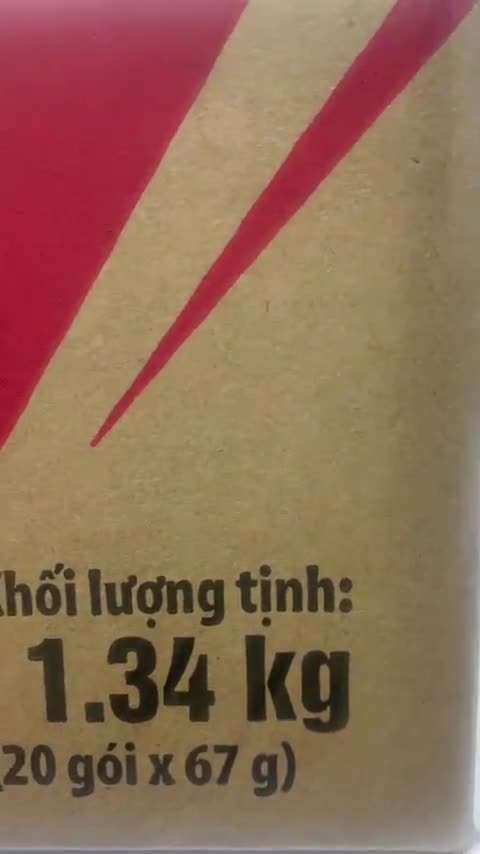 Khối lượng tịnh:
1.34 kg
(20 gói x 67 g)